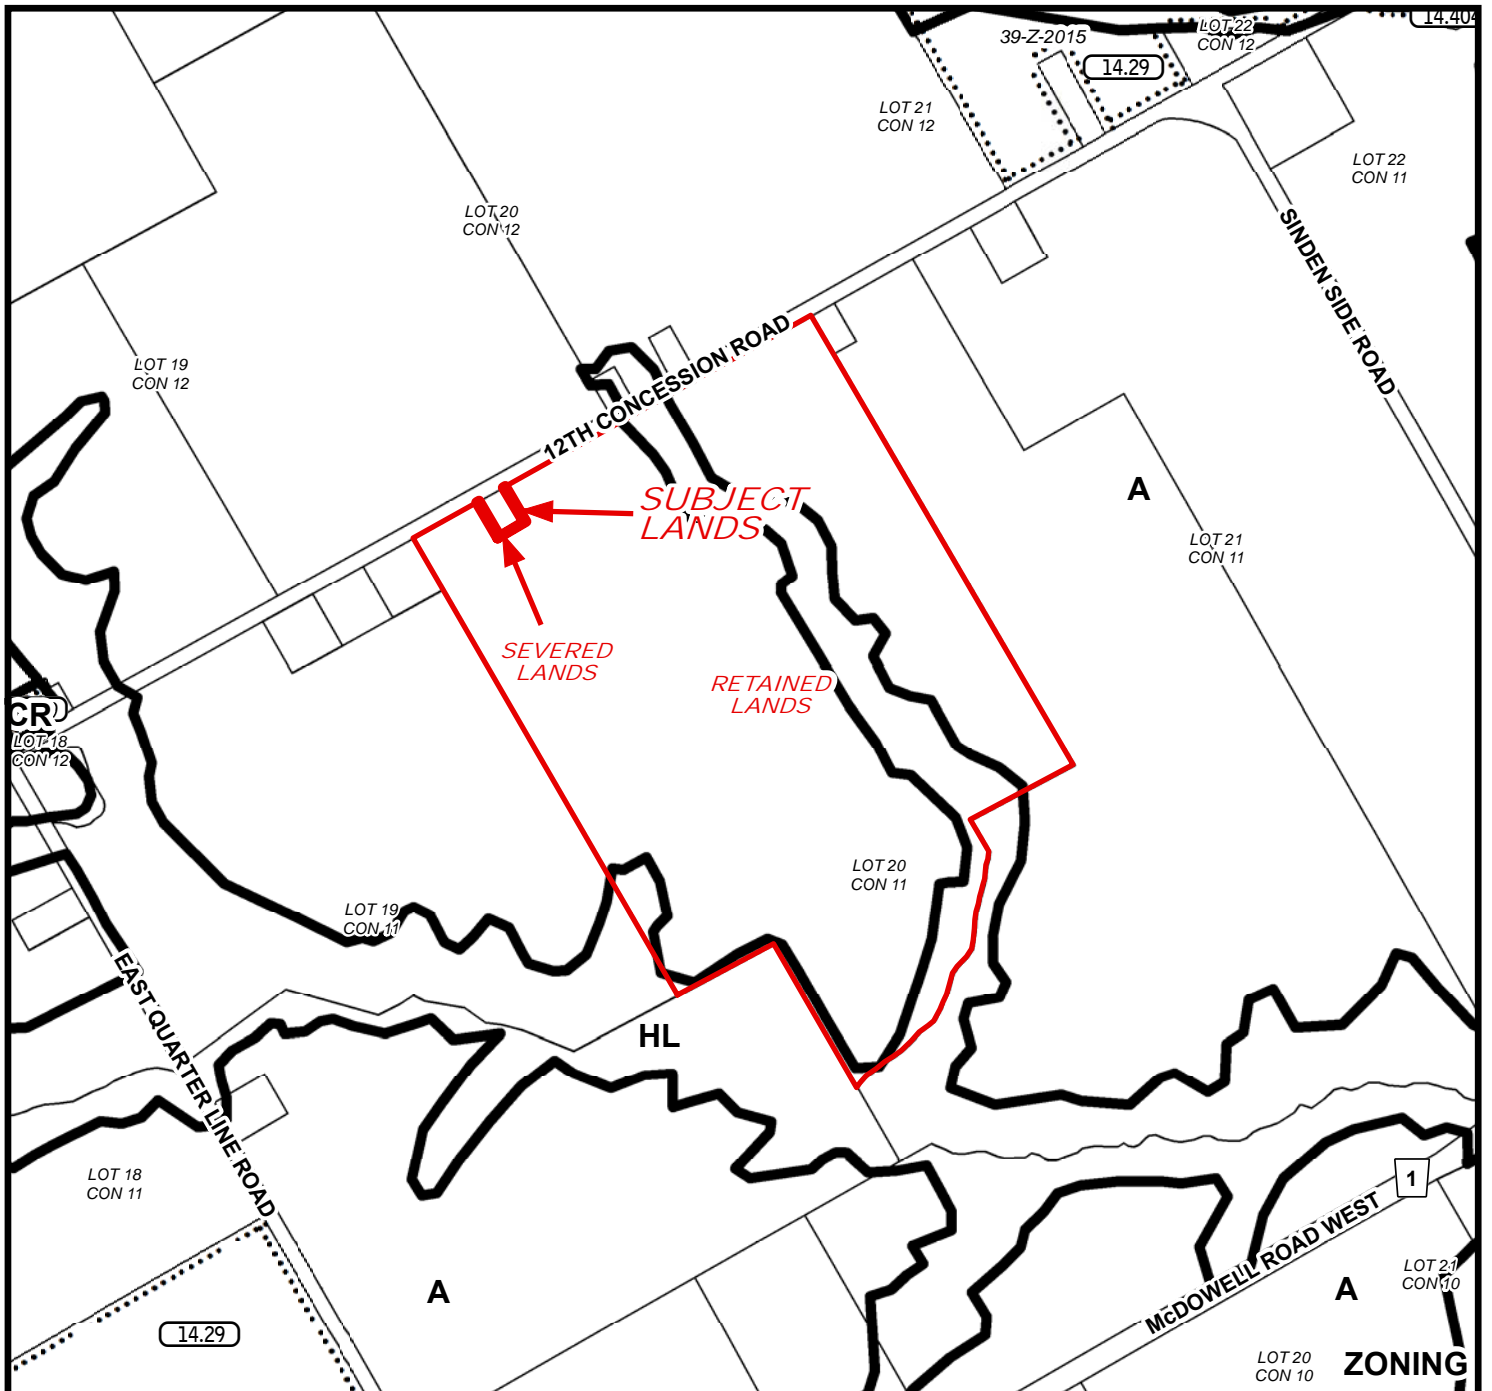 14.404
39-Z-2015
LOT 22
CON 12
14.29
LOT 21
CON 12
LOT 22
CON 11
LOT 20
CON 12
SINDEN SIDE ROAD
12TH CONCESSION ROAD
LOT 19
CON 12
A
SUBJECT
LANDS
LOT 21
CON 11
SEVERED
LANDS
RETAINED
LANDS
CR
LOT 18
CON 12
LOT 20
CON 11
LOT 19
CON 11
EAST QUARTER LINE ROAD
HL
LOT 18
CON 11
1
McDOWELL ROAD WEST
A
A
LOT 21
CON 10
14.29
LOT 20
CON 10
ZONING